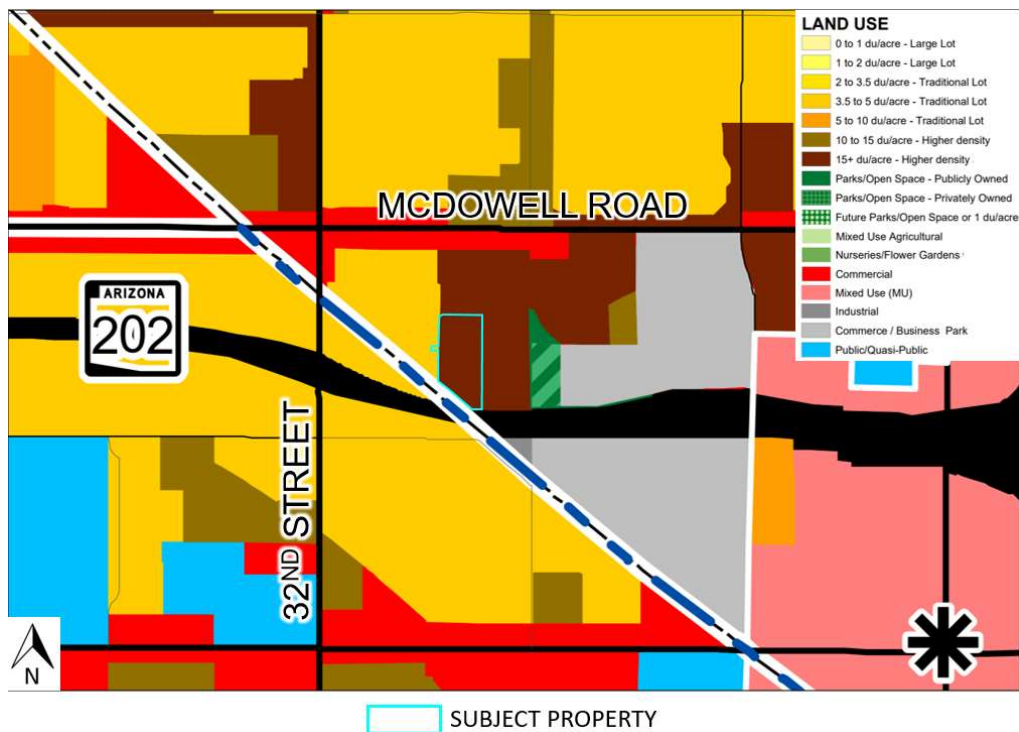 LAND USE
0 to 1 du/acre - Large Lot
1 to 2 du/acre - Large Lot
2 to 3.5 du/acre - Traditional Lot
3.5 to 5 du/acre - Traditional Lot
5 to 10 du/acre - Traditional Lot
10 to 15 du/acre - Higher density
15+ du/acre - Higher density
Parks/Open Space - Publicly Owned
Parks/Open Space - Privately Owned
Future Parks/Open Space or 1 du/acre
Mixed Use Agricultural
Nurseries/Flower Gardens
Commercial
Mixed Use (MU)
Industrial
Commerce / Business Park
Public/Quasi-Public
MCDOWELL ROAD
ARIZONA
202
32ND STREET
N
SUBJECT PROPERTY